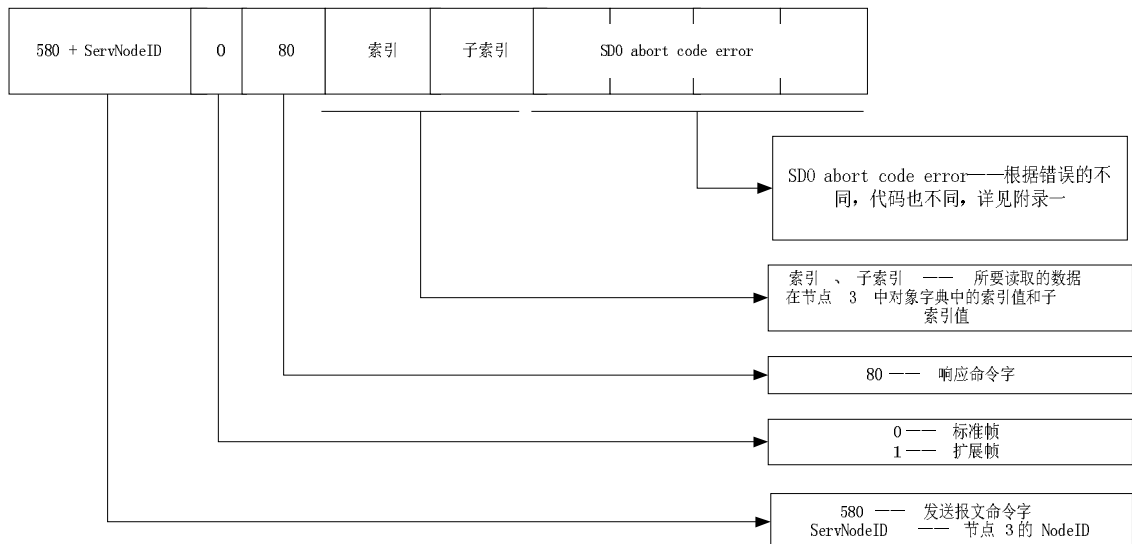 580 + ServNodeID 0 80 索引 子索引 SDO abort code error
SDO abort code error——根据错误的不
同，代码也不同，详见附录一
索引 、 子索引 —— 所要读取的数据
在节点 3 中对象字典中的索引值和子
索引值
80 —— 响应命令字
0 —— 标准帧
1 —— 扩展帧
580 —— 发送报文命令字
ServNodeID —— 节点 3的 NodeID